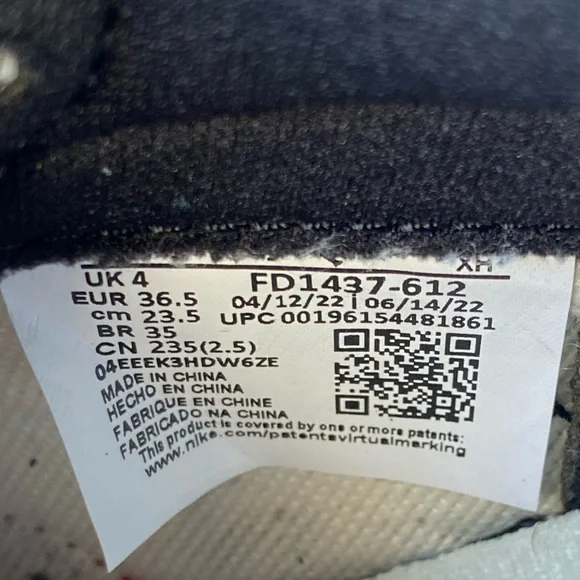 XH
UK 4
FD1437-612
EUR 36.5
04/12/22 | 06/14/22
cm 23.5
UPC 00196154481861
BR 35
CN 235(2.5)
04EEEK3HDW6ZE
MADE IN CHINA
HECHO EN CHINA
FABRIQUE EN CHINE
FABRICADO NA CHINA
This product is covered by one or more patents:
www.nike.com/patentsvirtualmarking